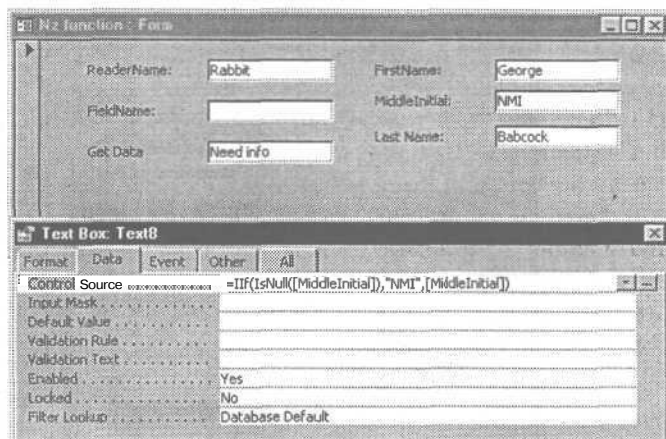 Nz function : Form
ReaderName: Rabbit FirstName: George
FieldName: MiddleInitial: NMI
Get Data Need info Last Name: Babcock
Text Box: Text8
Format Data Event Other All
Control Source =IIf(IsNull([MiddleInitial]),"NMI",[MiddleInitial])
Input Mask
Default Value
Validation Rule
Validation Text
Enabled Yes
Locked No
Filter Lookup Database Default